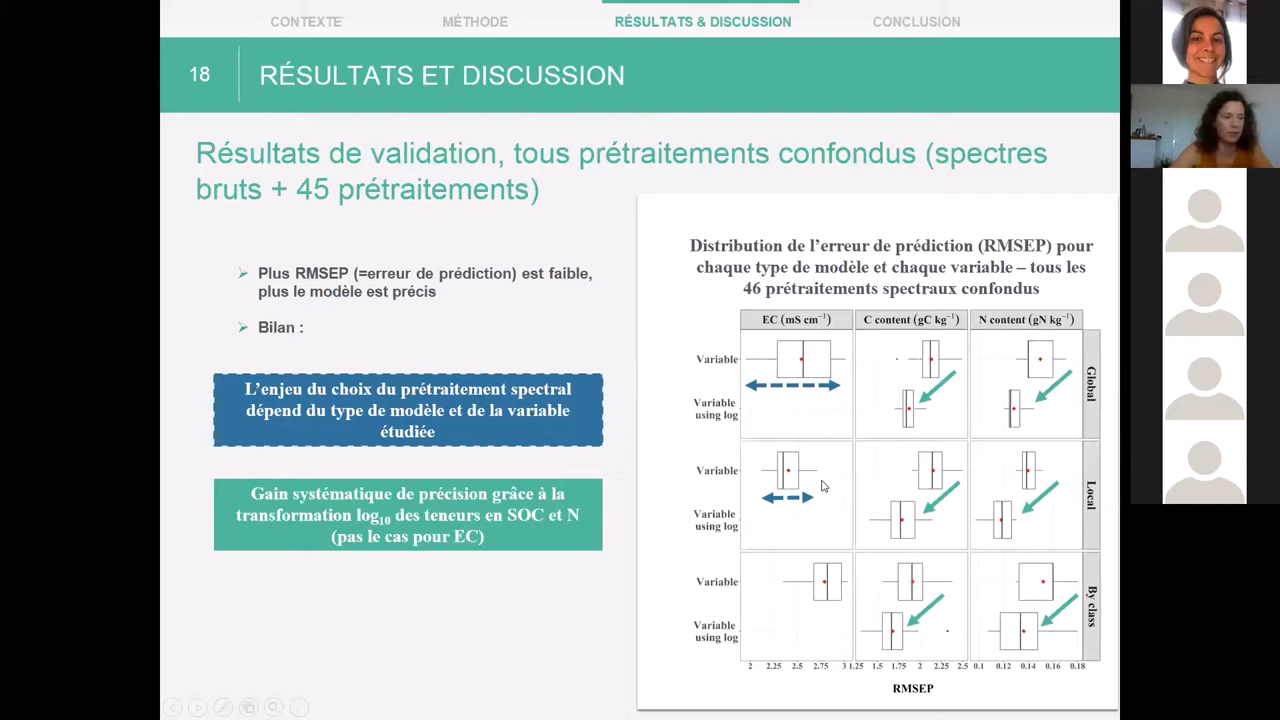 CONTEXTE
MÉTHODE
RÉSULTATS & DISCUSSION
CONCLUSION
18
RÉSULTATS ET DISCUSSION
Résultats de validation, tous prétraitements confondus (spectres
bruts + 45 prétraitements)
Plus RMSEP (=erreur de prédiction) est faible,
plus le modèle est précis
Bilan :
L’enjeu du choix du prétraitement spectral
dépend du type de modèle et de la variable
étudiée
Gain systématique de précision grâce à la
transformation log10 des teneurs en SOC et N
(pas le cas pour EC)
Distribution de l’erreur de prédiction (RMSEP) pour
chaque type de modèle et chaque variable – tous les
46 prétraitements spectraux confondus
EC (mS cm⁻¹)
C content (gC kg⁻¹)
N content (gN kg⁻¹)
Variable
Variable
using log
Global
Variable
Variable
using log
Local
Variable
Variable
using log
By class
2 2.25 2.5 2.75 3 1.25 1.5 1.75 2 2.25 2.5 0.1 0.12 0.14 0.16 0.18
RMSEP